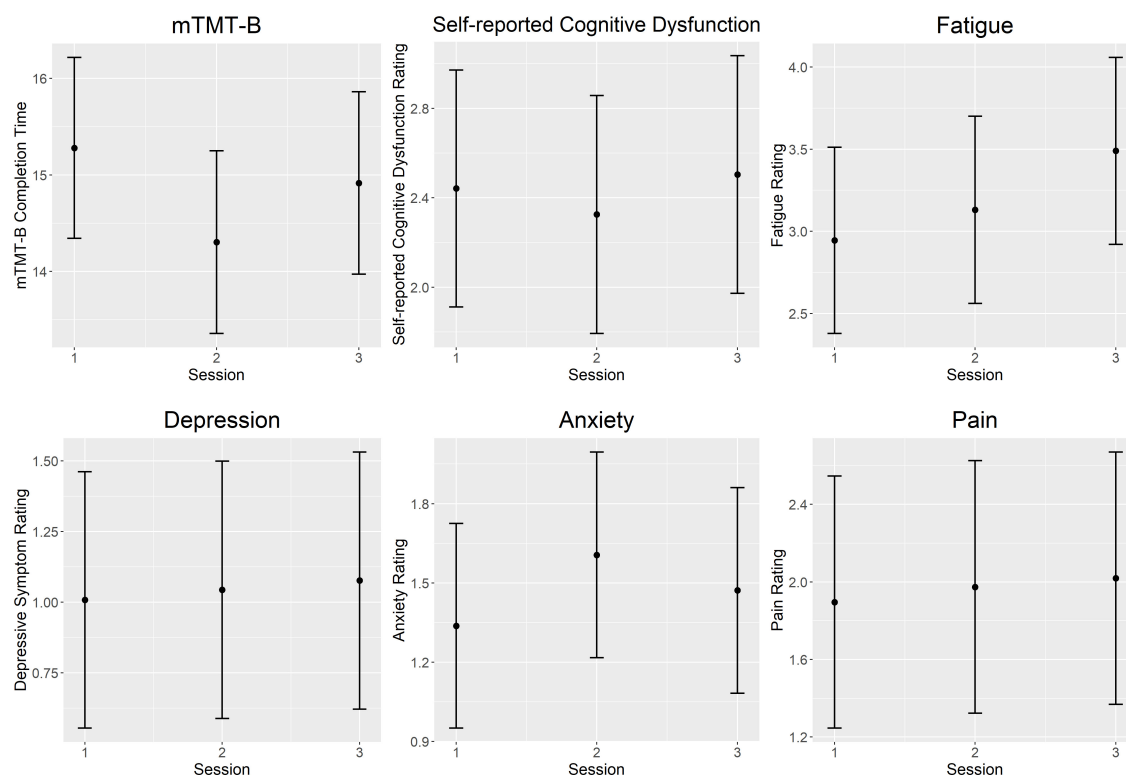 mTMT-B
mTMT-B Completion Time
16
15
14
1 2 3
Session
Self-reported Cognitive Dysfunction
Self-reported Cognitive Dysfunction Rating
2.8
2.4
2.0
1 2 3
Session
Fatigue
Fatigue Rating
4.0
3.5
3.0
2.5
1 2 3
Session
Depression
Depressive Symptom Rating
1.50
1.25
1.00
0.75
1 2 3
Session
Anxiety
Anxiety Rating
1.8
1.5
1.2
0.9
1 2 3
Session
Pain
Pain Rating
2.4
2.0
1.6
1.2
1 2 3
Session